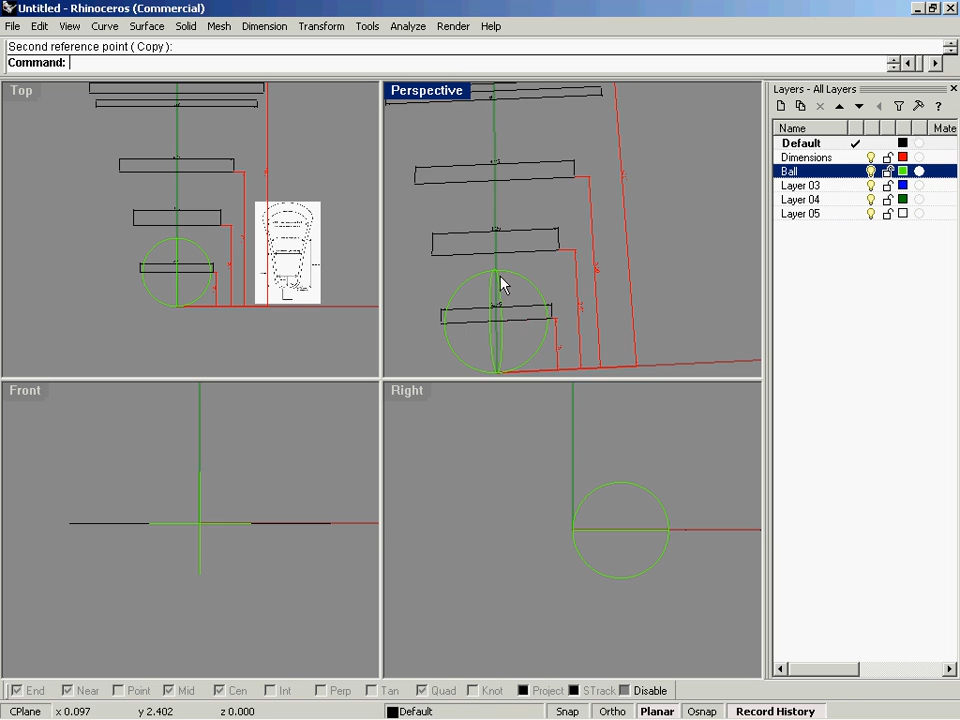 Untitled - Rhinoceros (Commercial)
File Edit View Curve Surface Solid Mesh Dimension Transform Tools Analyze Render Help
Second reference point ( Copy ):
Command:
Top
Perspective
Front
Right
Layers - All Layers
Name Mate
Default
Dimensions
Ball
Layer 03
Layer 04
Layer 05
End Near Point Mid Cen Int Perp Tan Quad Knot Project STrack Disable
CPlane x 0.097 y 2.402 z 0.000 Default Snap Ortho Planar Osnap Record History